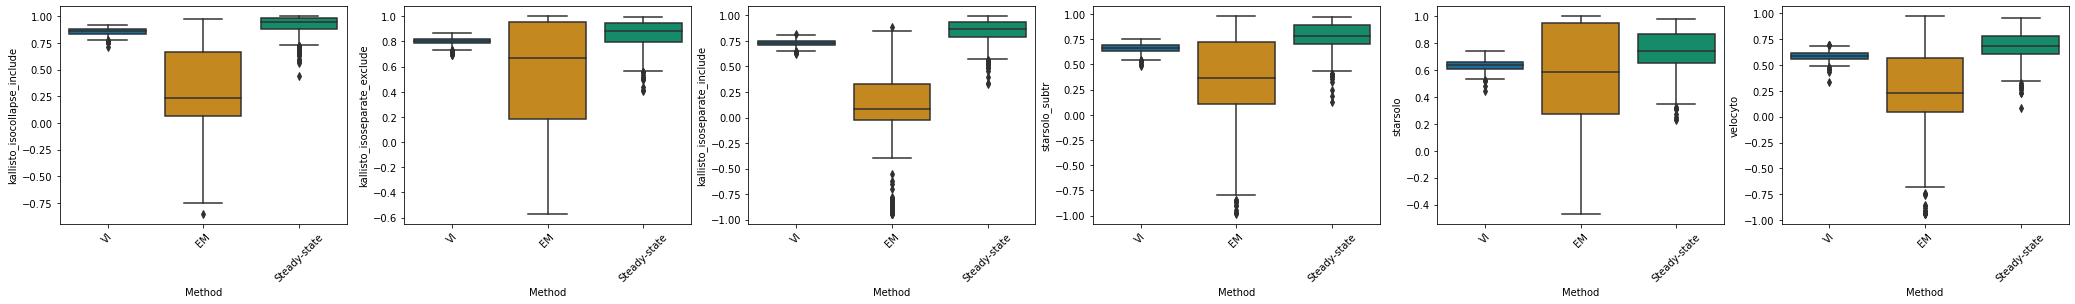 kallisto_isocollapse_include
1.00
0.75
0.50
0.25
0.00
−0.25
−0.50
−0.75
VI
EM
Steady-state
Method
kallisto_isoseparate_exclude
1.0
0.8
0.6
0.4
0.2
0.0
−0.2
−0.4
−0.6
VI
EM
Steady-state
Method
kallisto_isoseparate_include
1.00
0.75
0.50
0.25
0.00
−0.25
−0.50
−0.75
−1.00
VI
EM
Steady-state
Method
starsolo_subtr
1.00
0.75
0.50
0.25
0.00
−0.25
−0.50
−0.75
−1.00
VI
EM
Steady-state
Method
starsolo
1.0
0.8
0.6
0.4
0.2
0.0
−0.2
−0.4
VI
EM
Steady-state
Method
velocyto
1.00
0.75
0.50
0.25
0.00
−0.25
−0.50
−0.75
−1.00
VI
EM
Steady-state
Method